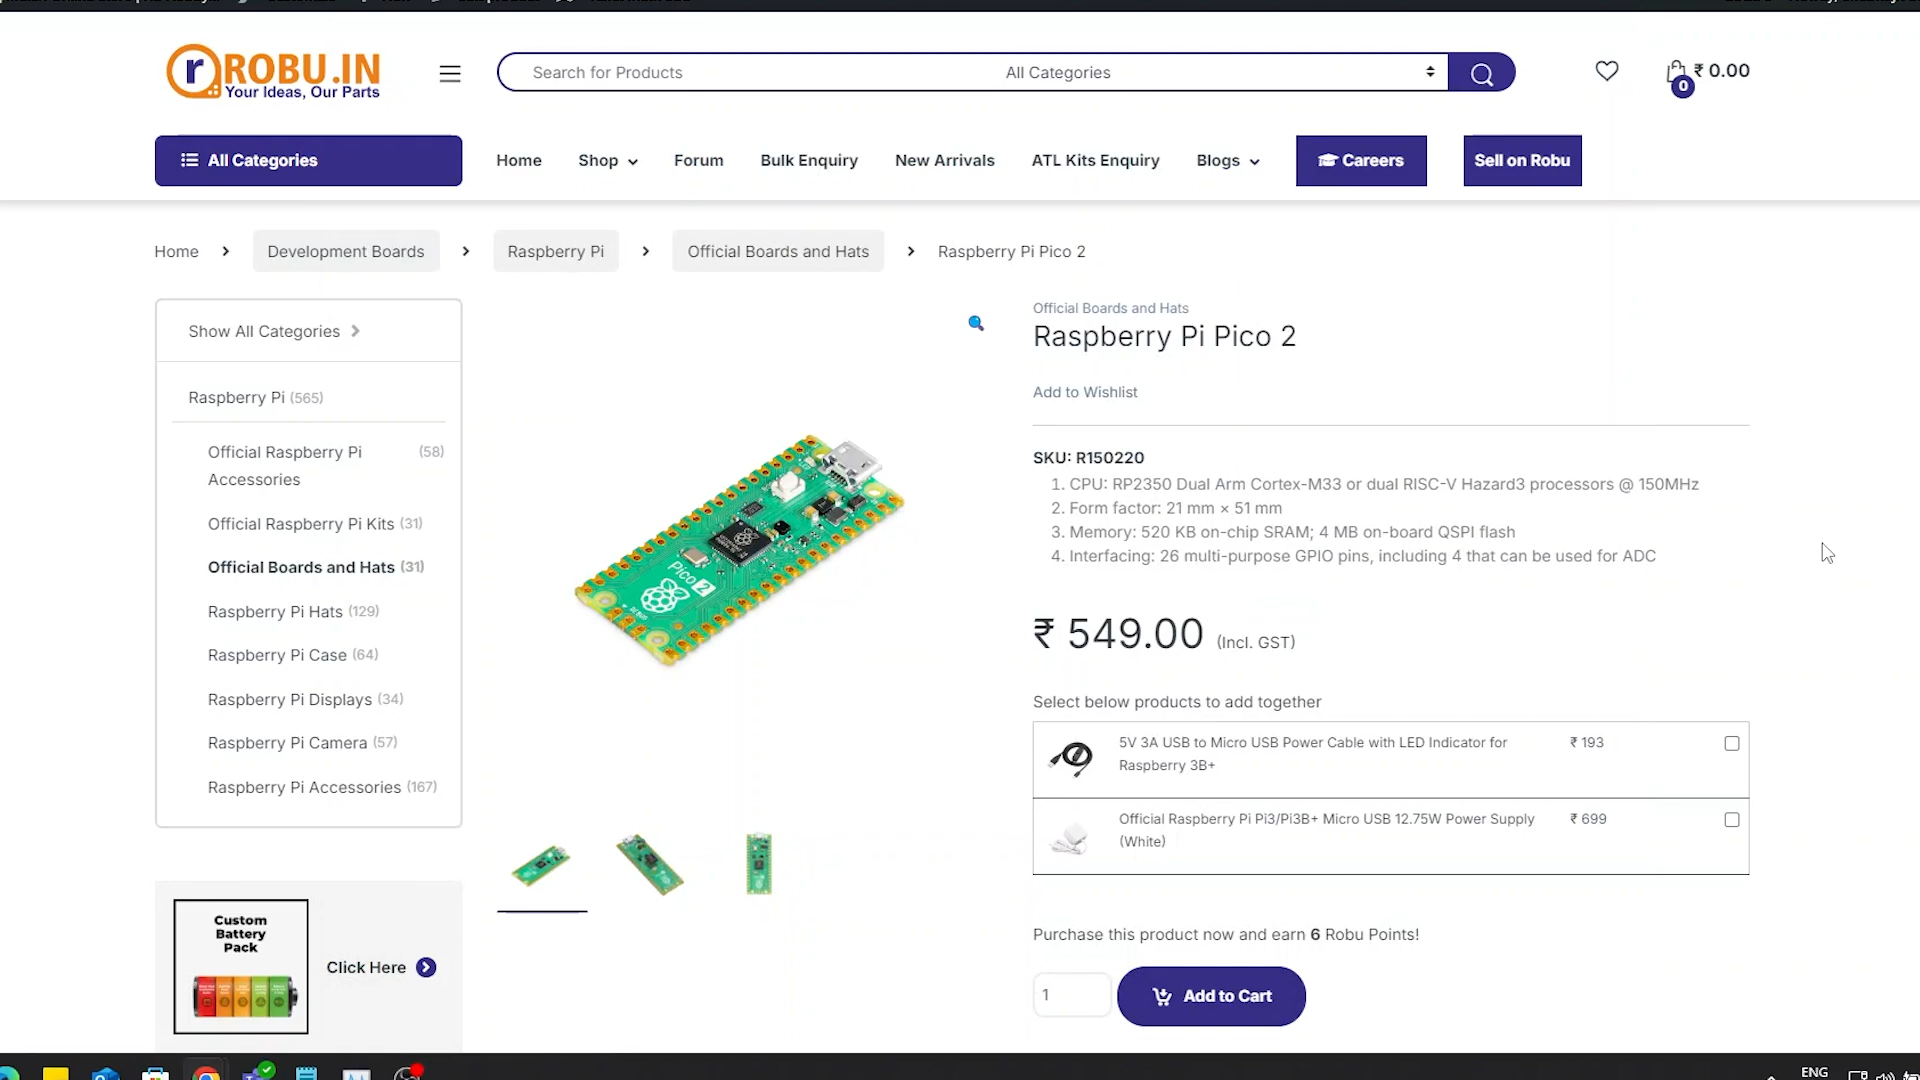 ROBU.IN
Your Ideas, Our Parts
Search for Products
All Categories
₹ 0.00
0
All Categories
Home
Shop
Forum
Bulk Enquiry
New Arrivals
ATL Kits Enquiry
Blogs
Careers
Sell on Robu
Home
Development Boards
Raspberry Pi
Official Boards and Hats
Raspberry Pi Pico 2
Show All Categories
Raspberry Pi (565)
Official Raspberry Pi (58)
Accessories
Official Raspberry Pi Kits (31)
Official Boards and Hats (31)
Raspberry Pi Hats (129)
Raspberry Pi Case (64)
Raspberry Pi Displays (34)
Raspberry Pi Camera (57)
Raspberry Pi Accessories (167)
Custom
Battery
Pack
Click Here
Pico 2
Official Boards and Hats
Raspberry Pi Pico 2
Add to Wishlist
SKU: R150220
1. CPU: RP2350 Dual Arm Cortex-M33 or dual RISC-V Hazard3 processors @ 150MHz
2. Form factor: 21 mm × 51 mm
3. Memory: 520 KB on-chip SRAM; 4 MB on-board QSPI flash
4. Interfacing: 26 multi-purpose GPIO pins, including 4 that can be used for ADC
₹ 549.00 (Incl. GST)
Select below products to add together
5V 3A USB to Micro USB Power Cable with LED Indicator for
Raspberry 3B+
₹ 193
Official Raspberry Pi Pi3/Pi3B+ Micro USB 12.75W Power Supply
(White)
₹ 699
Purchase this product now and earn 6 Robu Points!
1
Add to Cart
ENG